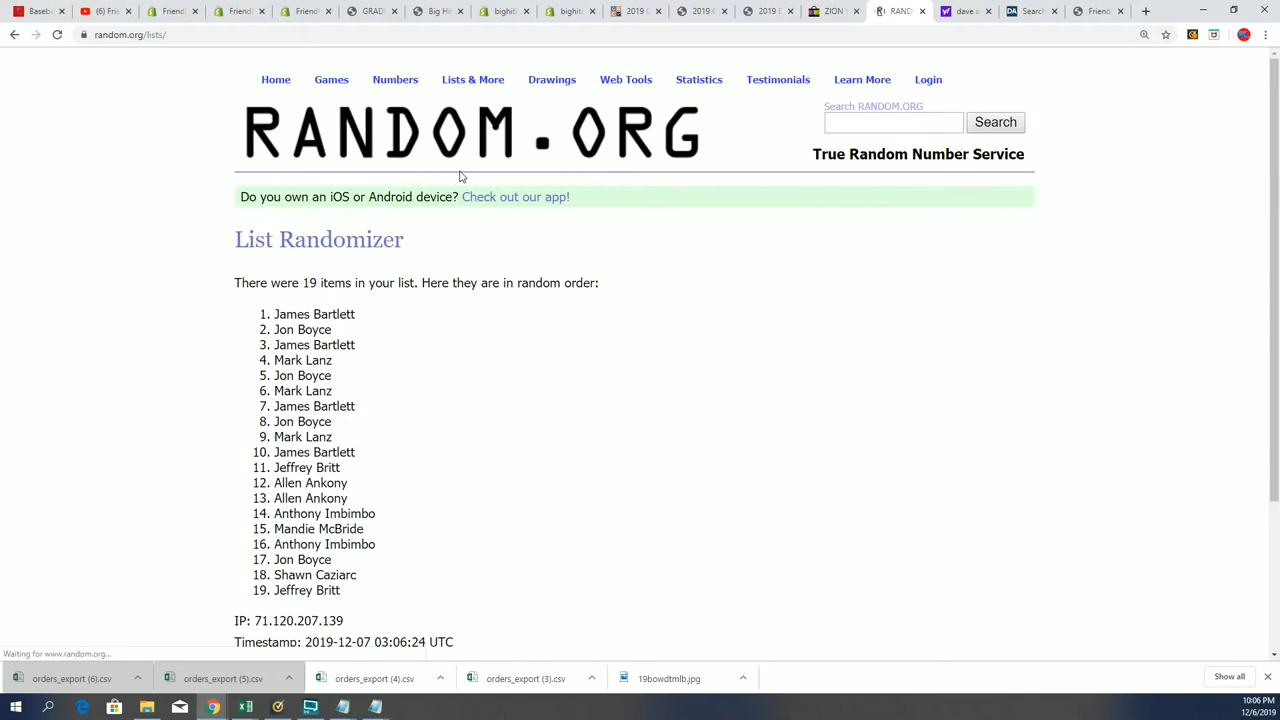 Baseb
(6) Frie
Friend
Friend
Friend
GRAD
Big Hi
bighit
bighit
2019 C
2019 C
2019 B
ZION
RAND
dave a
Search
Friend
random.org/lists/
Home Games Numbers Lists & More Drawings Web Tools Statistics Testimonials Learn More Login
RANDOM.ORG
Search RANDOM.ORG
Search
True Random Number Service
Do you own an iOS or Android device? Check out our app!
List Randomizer
There were 19 items in your list. Here they are in random order:
1. James Bartlett
2. Jon Boyce
3. James Bartlett
4. Mark Lanz
5. Jon Boyce
6. Mark Lanz
7. James Bartlett
8. Jon Boyce
9. Mark Lanz
10. James Bartlett
11. Jeffrey Britt
12. Allen Ankony
13. Allen Ankony
14. Anthony Imbimbo
15. Mandie McBride
16. Anthony Imbimbo
17. Jon Boyce
18. Shawn Caziarc
19. Jeffrey Britt
IP: 71.120.207.139
Timestamp: 2019-12-07 03:06:24 UTC
Waiting for www.random.org...
orders_export (6).csv
orders_export (5).csv
orders_export (4).csv
orders_export (3).csv
19bowdtmlb.jpg
Show all
10:06 PM
12/6/2019